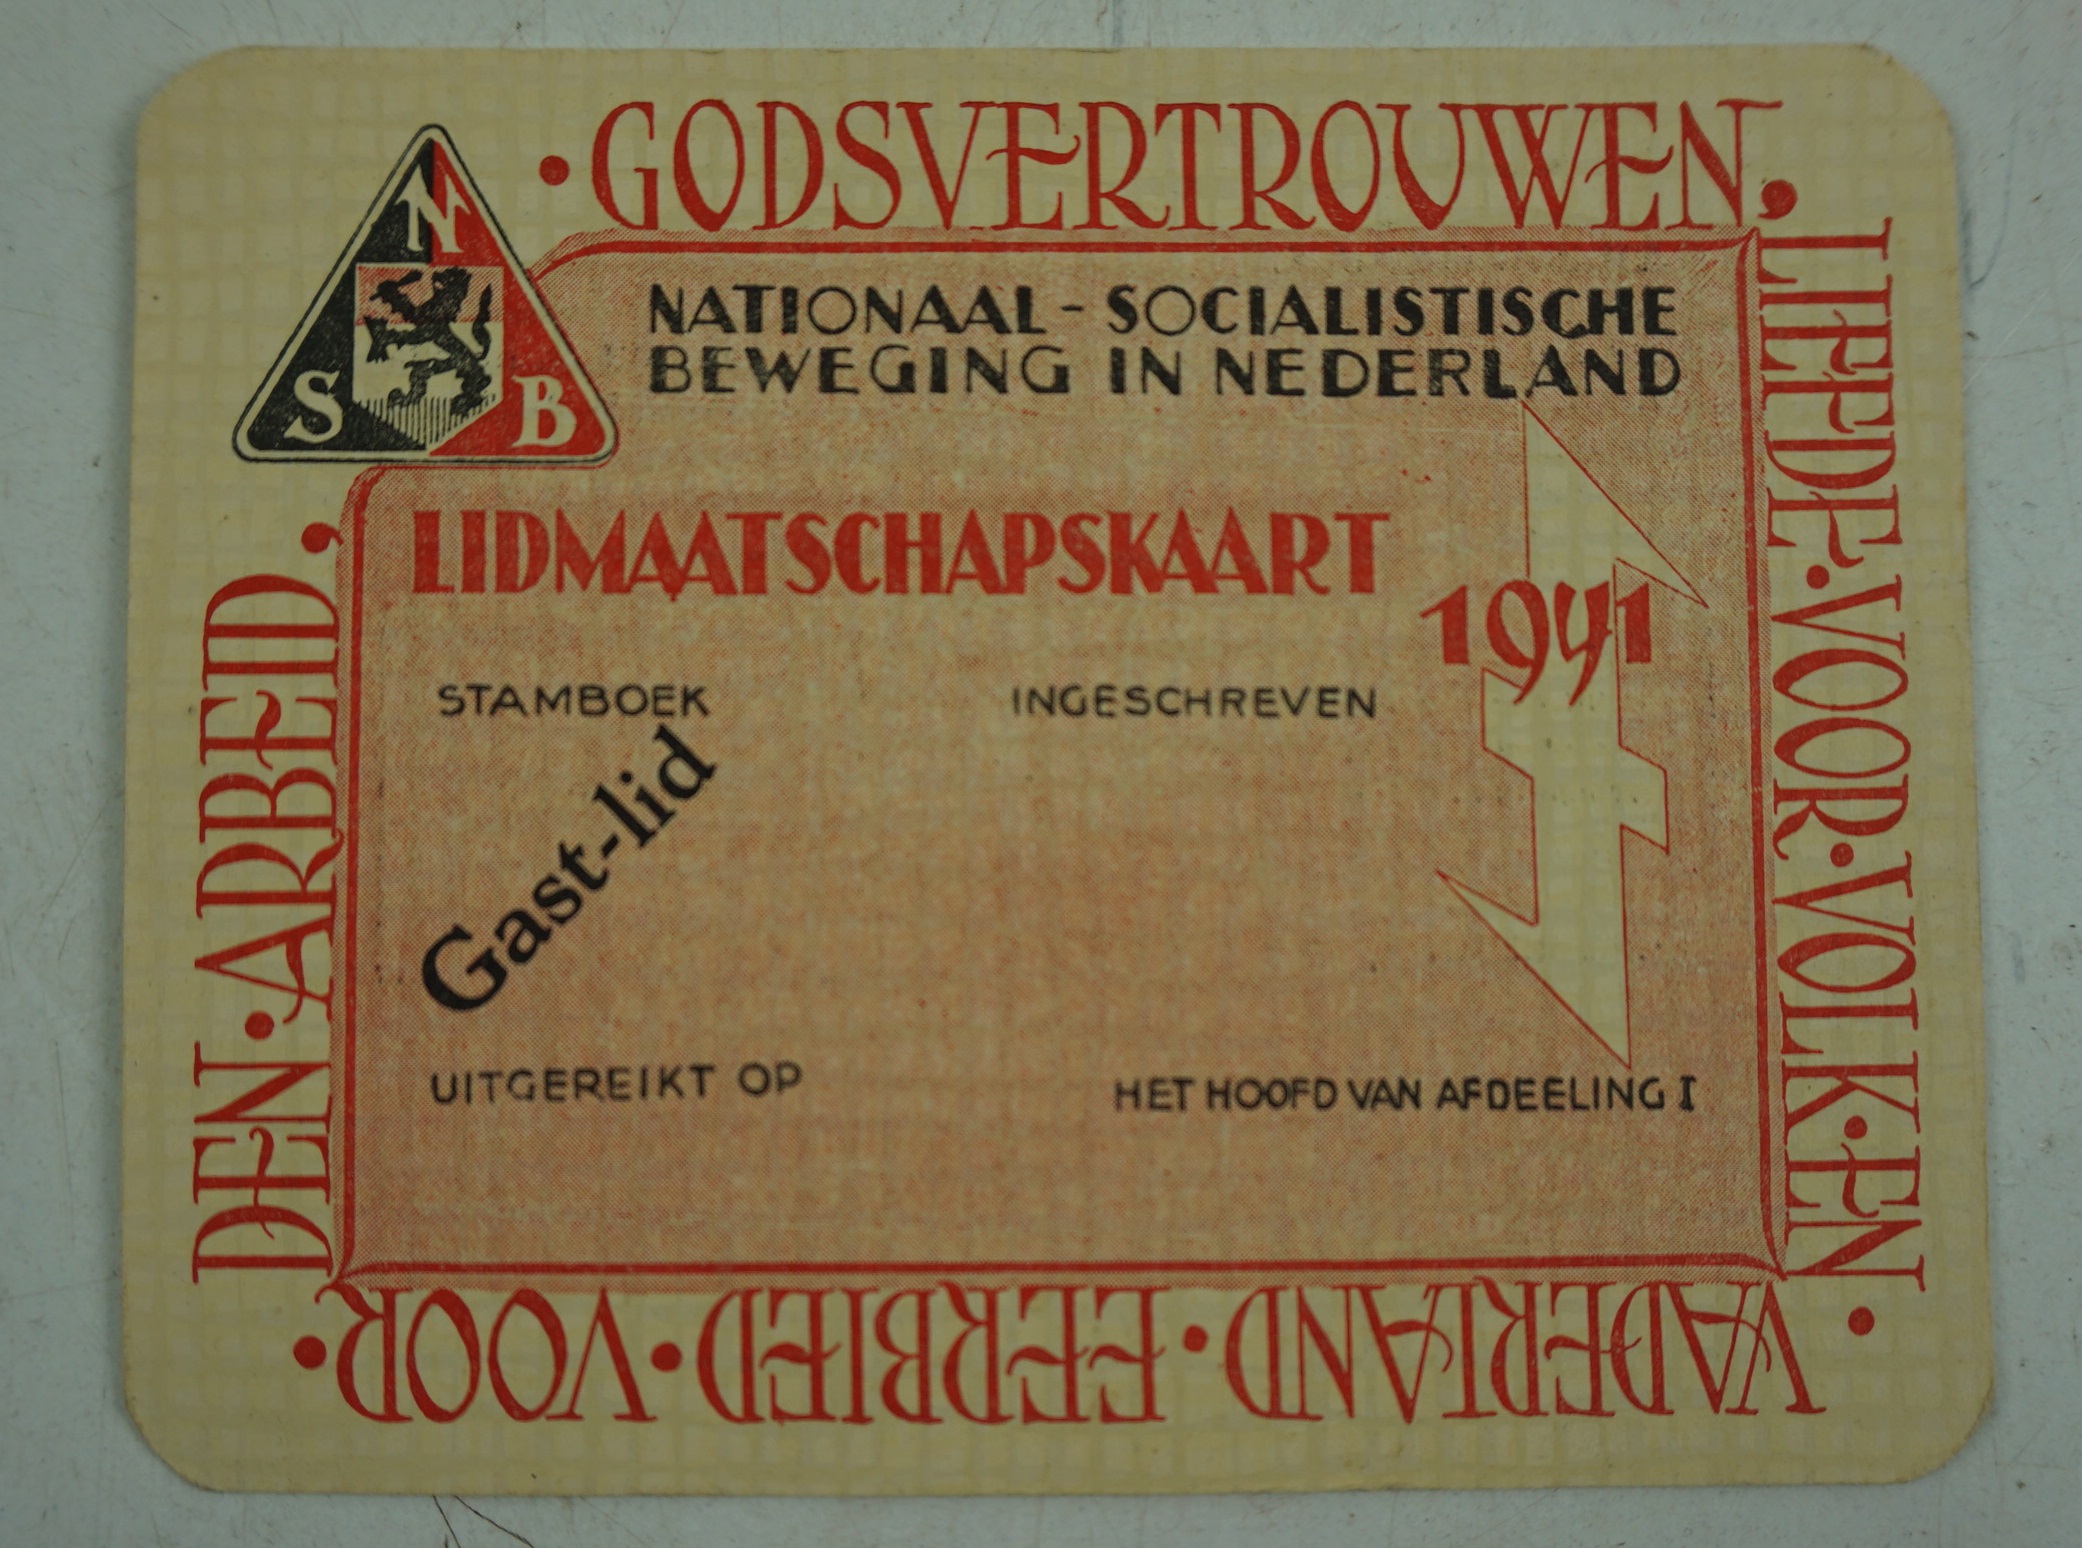 • GODSVERTROUWEN,
LIEFDE • VOOR • VOLK • EN •
VADERLAND • EERBIED • VOOR •
DEN • ARBEID,
N
S B
NATIONAAL - SOCIALISTISCHE
BEWEGING IN NEDERLAND
LIDMAATSCHAPSKAART
1941
STAMBOEK INGESCHREVEN
Gast-lid
UITGEREIKT OP HET HOOFD VAN AFDEELING I